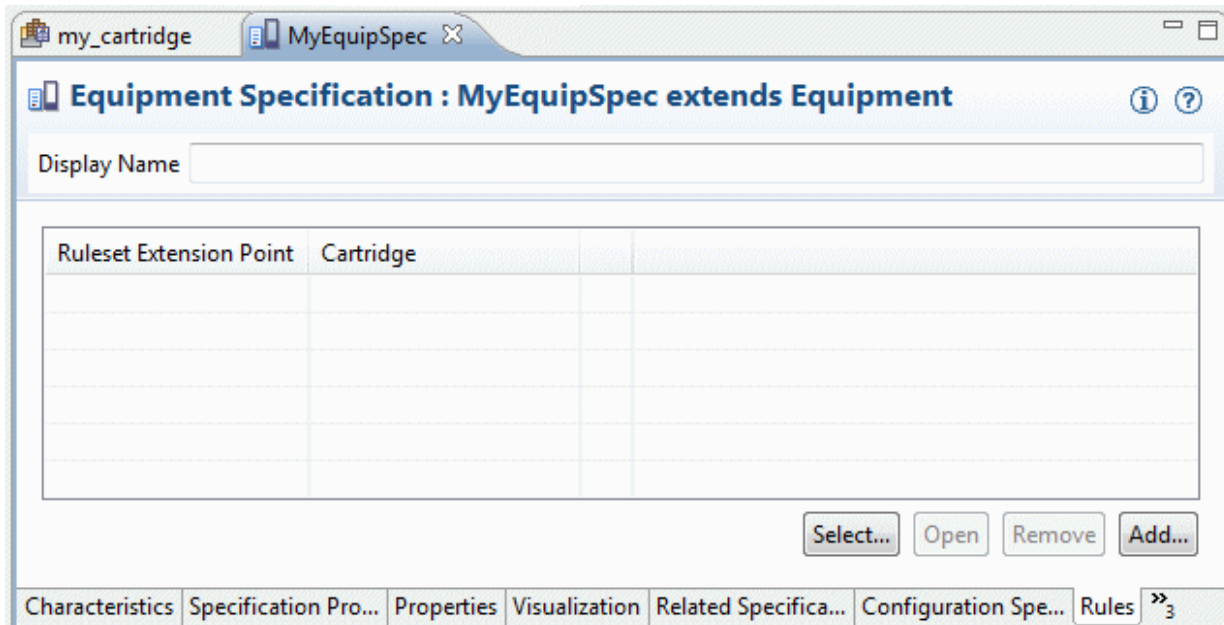 my_cartridge MyEquipSpec
Equipment Specification : MyEquipSpec extends Equipment
Display Name
Ruleset Extension Point Cartridge
Select... Open Remove Add...
Characteristics Specification Pro... Properties Visualization Related Specifica... Configuration Spe... Rules »3